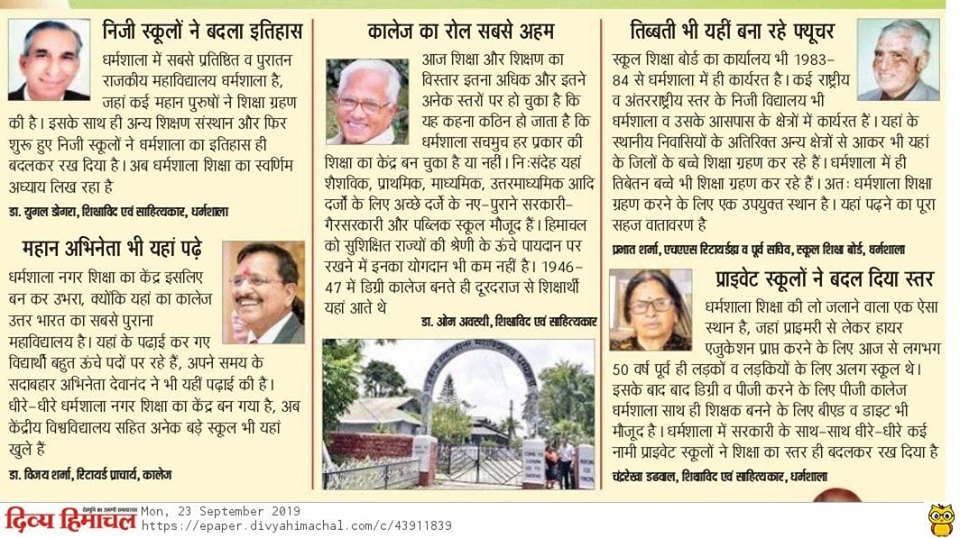 निजी स्कूलों ने बदला इतिहास
धर्मशाला में सबसे प्रतिष्ठित व पुरातन
राजकीय महाविद्यालय धर्मशाला है,
जहां कई महान पुरुषों ने शिक्षा ग्रहण
की है। इसके साथ ही अन्य शिक्षण संस्थान और फिर
शुरू हुए निजी स्कूलों ने धर्मशाला का इतिहास ही
बदलकर रख दिया है। अब धर्मशाला शिक्षा का स्वर्णिम
अध्याय लिख रहा है
डा. युगल डोगरा, शिक्षाविद एवं साहित्यकार, धर्मशाला
महान अभिनेता भी यहां पढ़े
धर्मशाला नगर शिक्षा का केंद्र इसलिए
बन कर उभरा, क्योंकि यहां का कालेज
उत्तर भारत का सबसे पुराना
महाविद्यालय है। यहां के पढ़ाई कर गए
विद्यार्थी बहुत ऊंचे पदों पर रहे हैं, अपने समय के
सदाबहार अभिनेता देवानंद ने भी यहीं पढ़ाई की है।
धीरे-धीरे धर्मशाला नगर शिक्षा का केंद्र बन गया है, अब
केंद्रीय विश्वविद्यालय सहित अनेक बड़े स्कूल भी यहां
खुले हैं
डा. विजय शर्मा, रिटायर्ड प्राचार्य, कालेज
कालेज का रोल सबसे अहम
आज शिक्षा और शिक्षण का
विस्तार इतना अधिक और इतने
अनेक स्तरों पर हो चुका है कि
यह कहना कठिन हो जाता है कि
धर्मशाला सचमुच हर प्रकार की
शिक्षा का केंद्र बन चुका है या नहीं। निःसंदेह यहां
शैशविक, प्राथमिक, माध्यमिक, उत्तरमाध्यमिक आदि
दर्जों के लिए अच्छे दर्जे के नए-पुराने सरकारी-
गैरसरकारी और पब्लिक स्कूल मौजूद हैं। हिमाचल
को सुशिक्षित राज्यों की श्रेणी के ऊंचे पायदान पर
रखने में इनका योगदान भी कम नहीं है। 1946-
47 में डिग्री कालेज बनते ही दूरदराज से शिक्षार्थी
यहां आते थे
डा. ओम अवस्थी, शिक्षाविद एवं साहित्यकार
तिब्बती भी यहीं बना रहे फ्यूचर
स्कूल शिक्षा बोर्ड का कार्यालय भी 1983-
84 से धर्मशाला में ही कार्यरत है। कई राष्ट्रीय
व अंतरराष्ट्रीय स्तर के निजी विद्यालय भी
धर्मशाला व उसके आसपास के क्षेत्रों में कार्यरत हैं। यहां के
स्थानीय निवासियों के अतिरिक्त अन्य क्षेत्रों से आकर भी यहां
के जिलों के बच्चे शिक्षा ग्रहण कर रहे हैं। धर्मशाला में ही
तिबेतन बच्चे भी शिक्षा ग्रहण कर रहे हैं। अतः धर्मशाला शिक्षा
ग्रहण करने के लिए एक उपयुक्त स्थान है। यहां पढ़ने का पूरा
सहज वातावरण है
प्रभात शर्मा, एचएएस रिटायर्ड व पूर्व सचिव, स्कूल शिक्षा बोर्ड, धर्मशाला
प्राइवेट स्कूलों ने बदल दिया स्तर
धर्मशाला शिक्षा की लो जलाने वाला एक ऐसा
स्थान है, जहां प्राइमरी से लेकर हायर
एजुकेशन प्राप्त करने के लिए आज से लगभग
50 वर्ष पूर्व ही लड़कों व लड़कियों के लिए अलग स्कूल थे।
इसके बाद बाद डिग्री व पीजी करने के लिए पीजी कालेज
धर्मशाला साथ ही शिक्षक बनने के लिए बीएड व डाइट भी
मौजूद है। धर्मशाला में सरकारी के साथ-साथ धीरे-धीरे कई
नामी प्राइवेट स्कूलों ने शिक्षा का स्तर ही बदलकर रख दिया है
चंद्ररेखा डढवाल, शिक्षाविद एवं साहित्यकार, धर्मशाला
दिव्य हिमाचल
Mon, 23 September 2019
https://epaper.divyahimachal.com/c/43911839